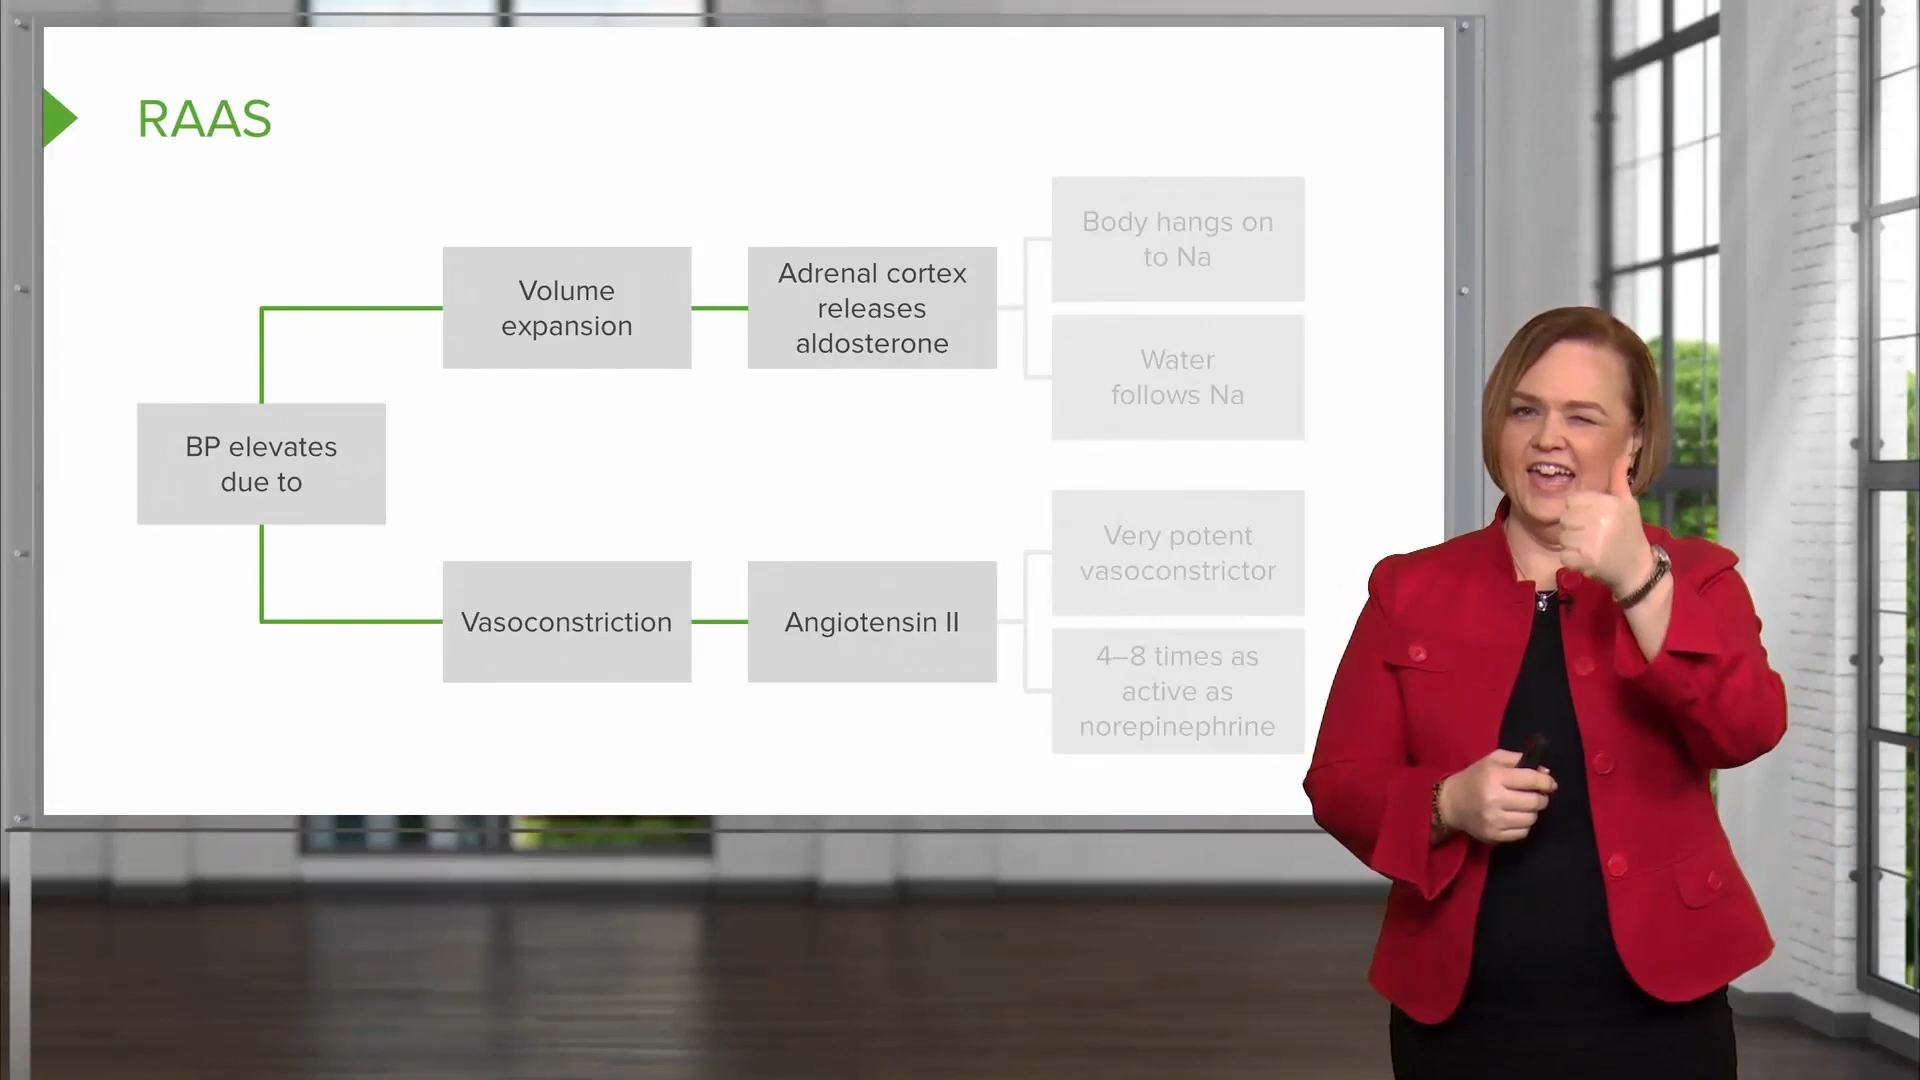 RAAS
BP elevates
due to
Volume
expansion
Adrenal cortex
releases
aldosterone
Body hangs on
to Na
Water
follows Na
Vasoconstriction
Angiotensin II
Very potent
vasoconstrictor
4–8 times as
active as
norepinephrine